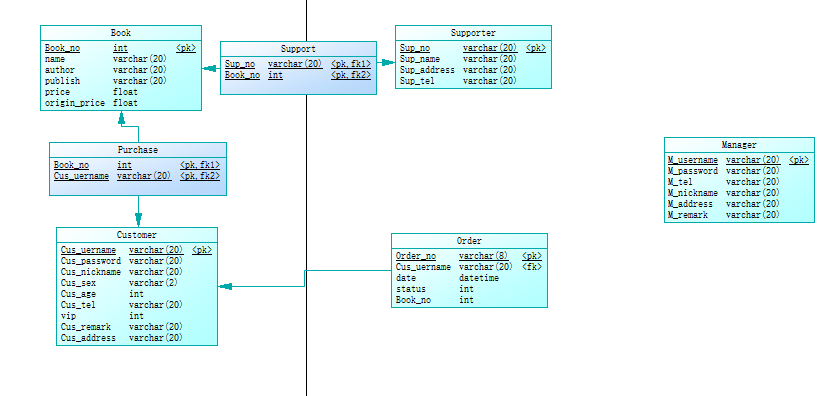 Book
Book_no int <pk>
name varchar(20)
author varchar(20)
publish varchar(20)
price float
origin_price float
Support
Sup_no varchar(20) <pk,fk1>
Book_no int <pk,fk2>
Supporter
Sup_no varchar(20) <pk>
Sup_name varchar(20)
Sup_address varchar(20)
Sup_tel varchar(20)
Purchase
Book_no int <pk,fk1>
Cus_uername varchar(20) <pk,fk2>
Manager
M_username varchar(20) <pk>
M_password varchar(20)
M_tel varchar(20)
M_nickname varchar(20)
M_address varchar(20)
M_remark varchar(20)
Customer
Cus_uername varchar(20) <pk>
Cus_password varchar(20)
Cus_nickname varchar(20)
Cus_sex varchar(2)
Cus_age int
Cus_tel varchar(20)
vip int
Cus_remark varchar(20)
Cus_address varchar(20)
Order
Order_no varchar(8) <pk>
Cus_uername varchar(20) <fk>
date datetime
status int
Book_no int